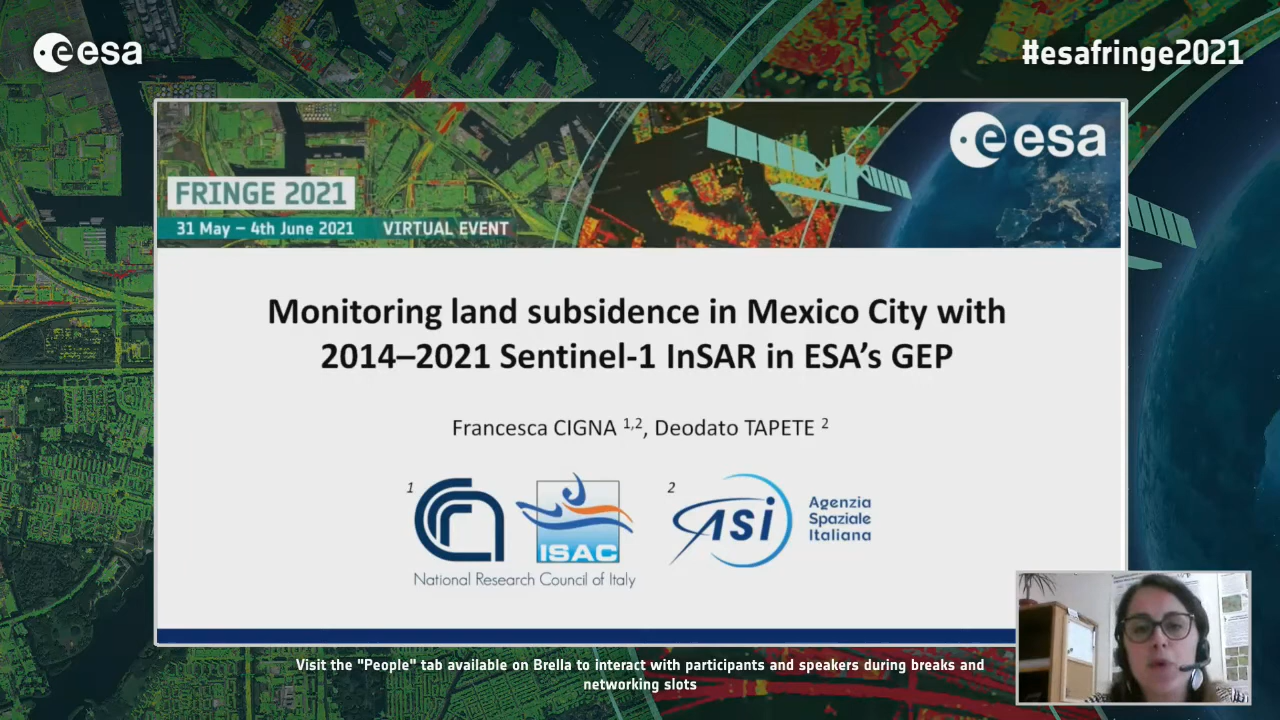 esa
#esafringe2021
esa
FRINGE 2021
31 May – 4th June 2021 VIRTUAL EVENT
Monitoring land subsidence in Mexico City with
2014–2021 Sentinel-1 InSAR in ESA’s GEP
Francesca CIGNA 1,2, Deodato TAPETE 2
1
ISAC
National Research Council of Italy
2
ASI
Agenzia
Spaziale
Italiana
Visit the "People" tab available on Brella to interact with participants and speakers during breaks and
networking slots